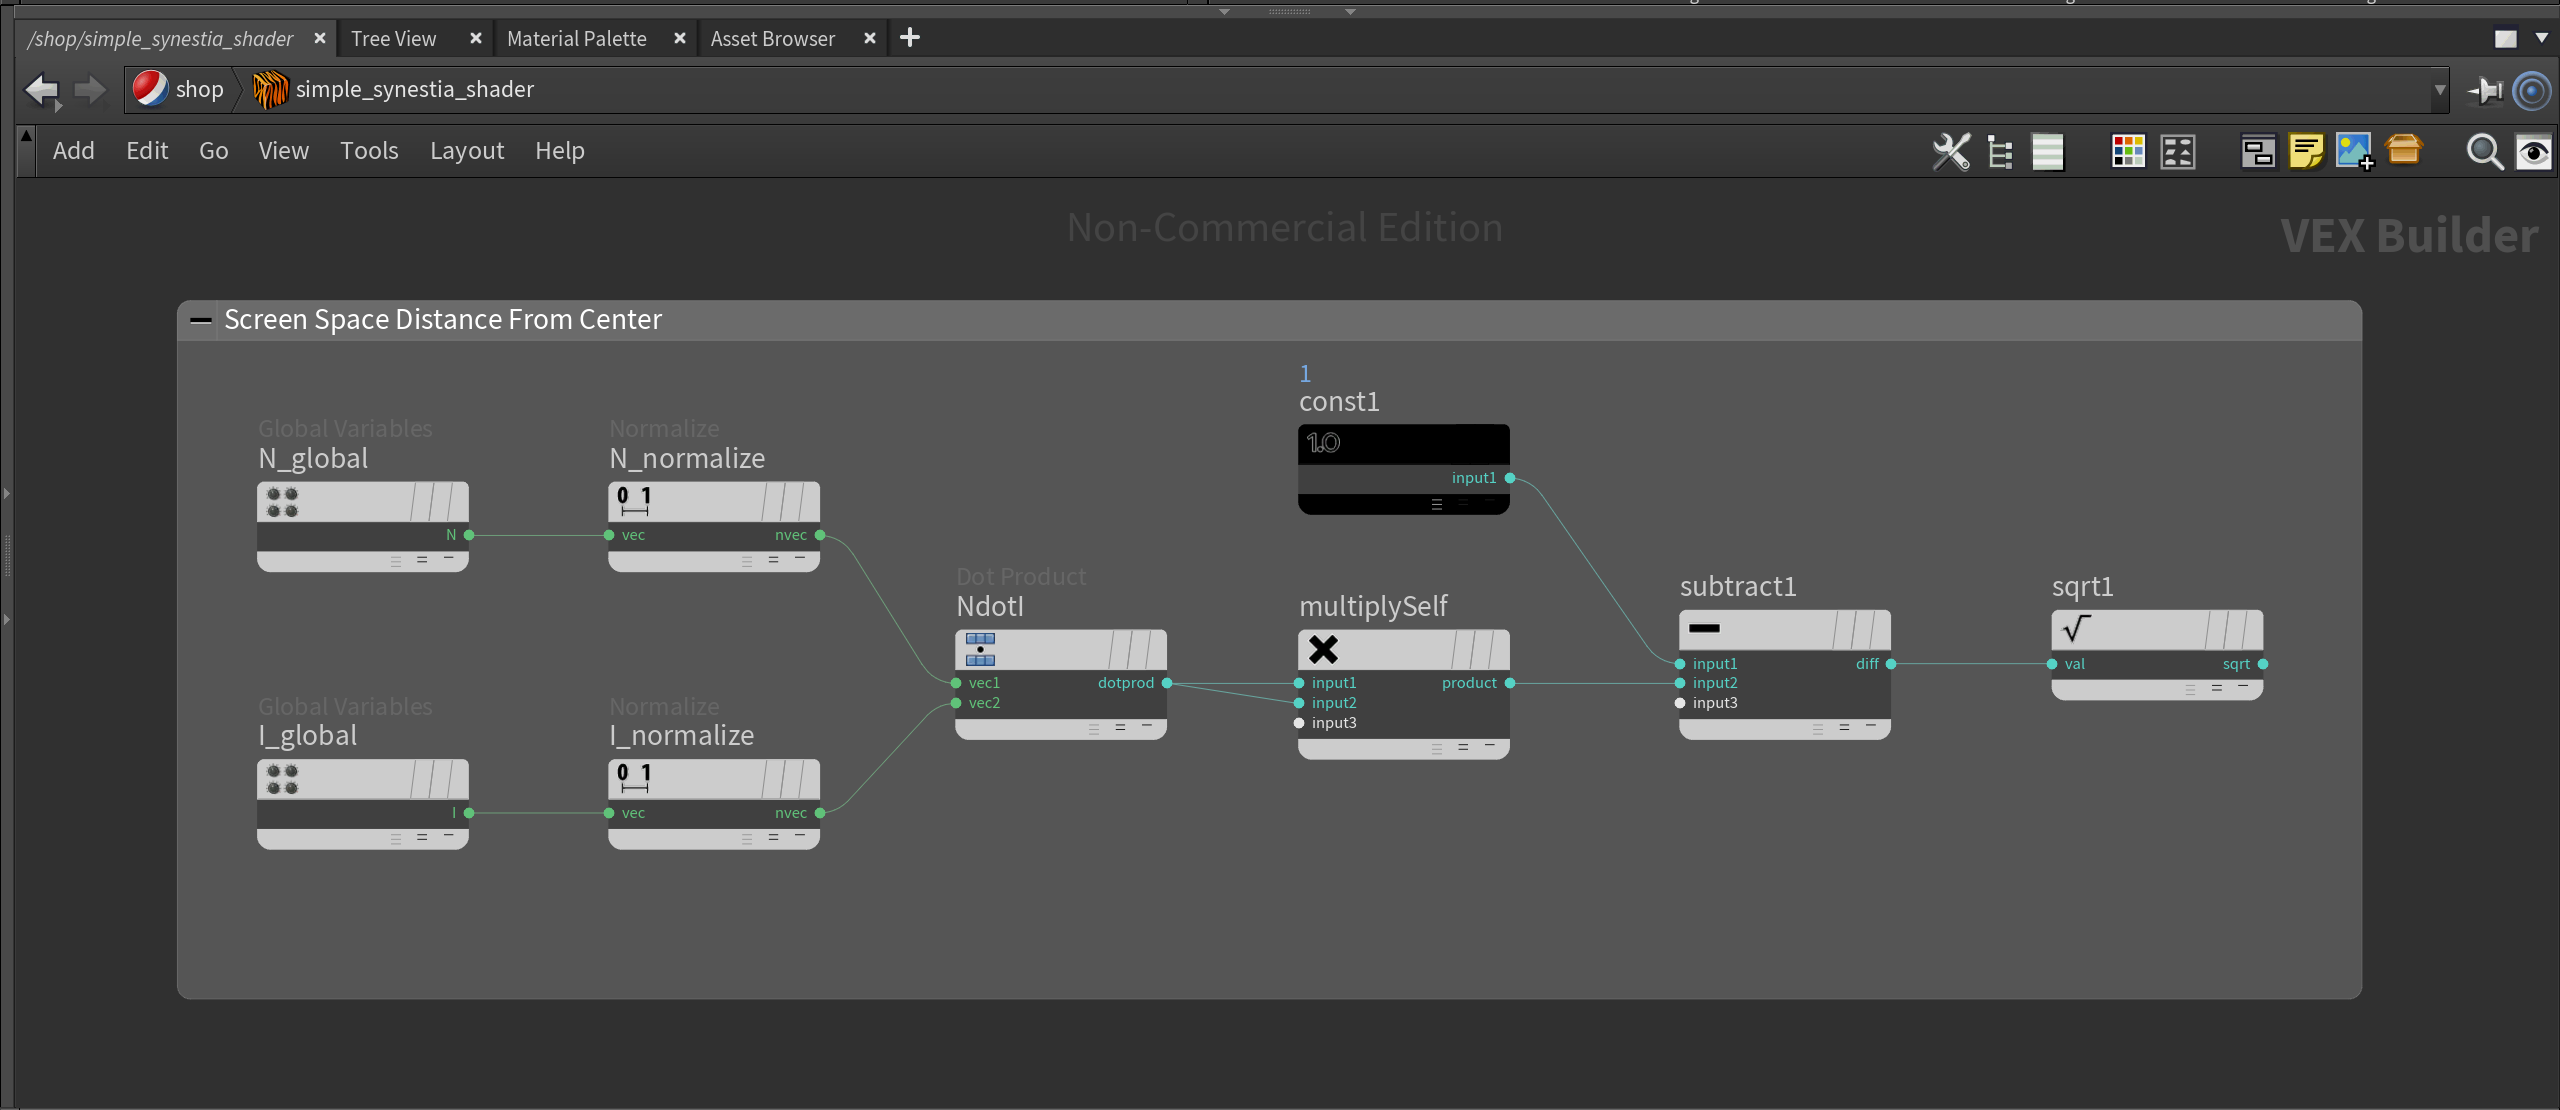 /shop/simple_synestia_shader
Tree View
Material Palette
Asset Browser
shop
simple_synestia_shader
Add Edit Go View Tools Layout Help
Non-Commercial Edition
VEX Builder
Screen Space Distance From Center
1
const1
1.0
input1
Global Variables
N_global
N
Normalize
N_normalize
0 1
vec nvec
Dot Product
NdotI
vec1 dotprod
vec2
multiplySelf
input1 product
input2
input3
subtract1
input1 diff
input2
input3
sqrt1
√
val sqrt
Global Variables
I_global
I
Normalize
I_normalize
0 1
vec nvec